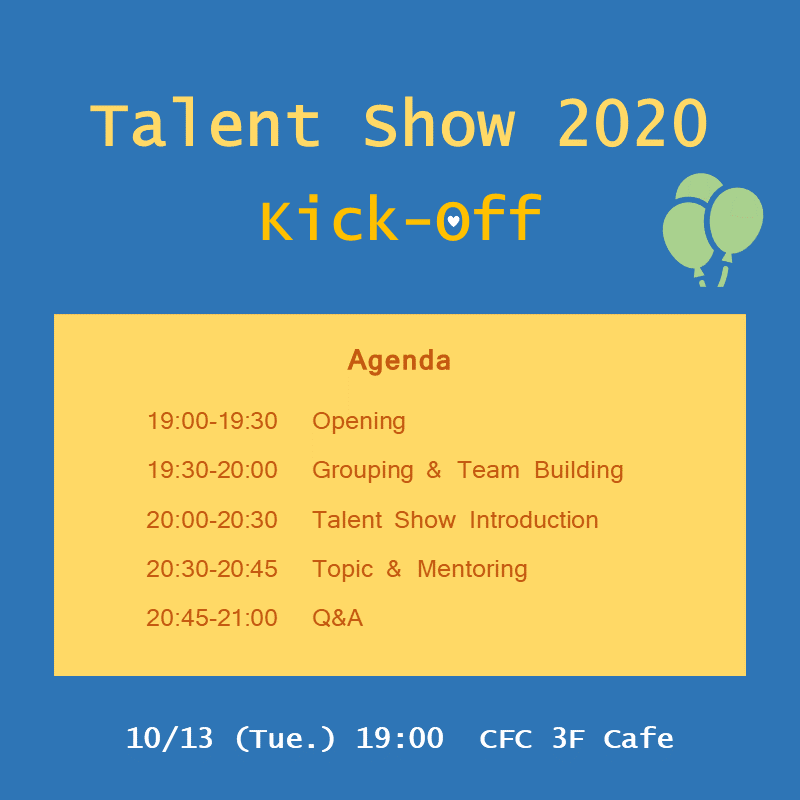 Talent Show 2020
Kick-Off
Agenda
19:00-19:30 Opening
19:30-20:00 Grouping & Team Building
20:00-20:30 Talent Show Introduction
20:30-20:45 Topic & Mentoring
20:45-21:00 Q&A
10/13 (Tue.) 19:00 CFC 3F Cafe